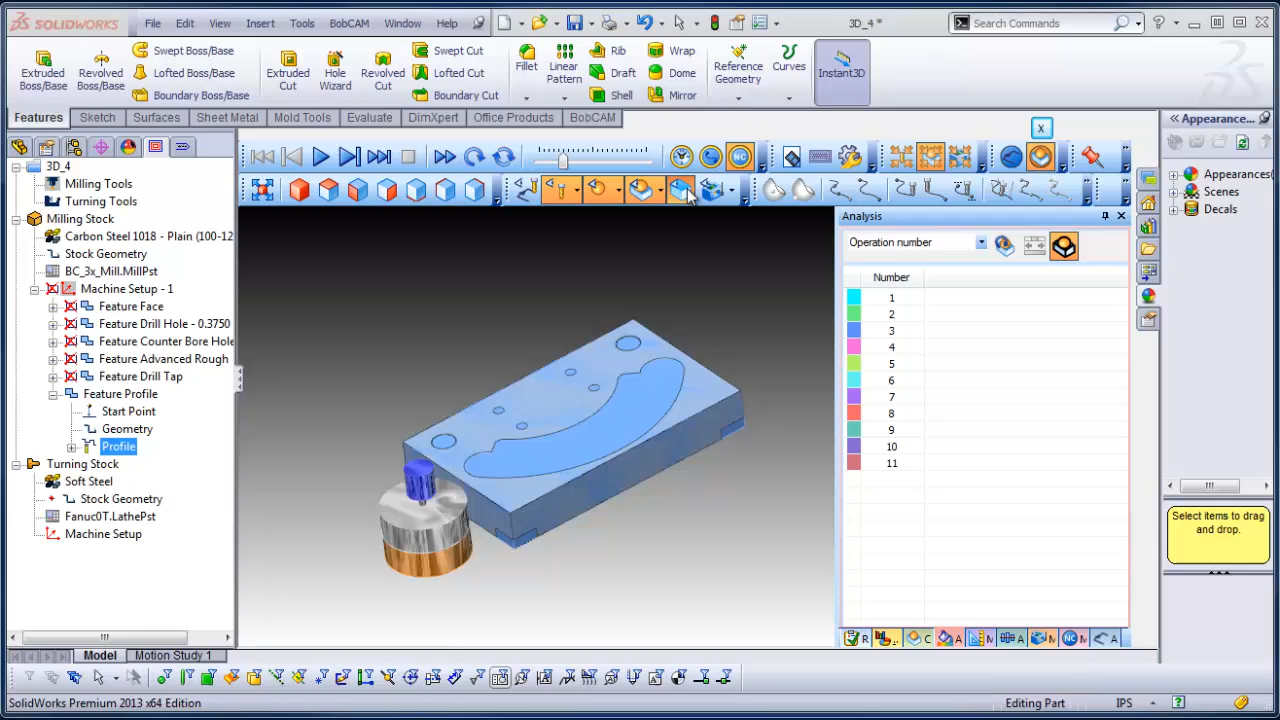 SOLIDWORKS File Edit View Insert Tools BobCAM Window Help 3D_4 * Search Commands
Extruded Boss/Base
Revolved Boss/Base
Swept Boss/Base
Lofted Boss/Base
Boundary Boss/Base
Extruded Cut
Hole Wizard
Revolved Cut
Swept Cut
Lofted Cut
Boundary Cut
Fillet
Linear Pattern
Rib
Draft
Shell
Wrap
Dome
Mirror
Reference Geometry
Curves
Instant3D
Features Sketch Surfaces Sheet Metal Mold Tools Evaluate DimXpert Office Products BobCAM
X
NC
3D_4
Milling Tools
Turning Tools
Milling Stock
Carbon Steel 1018 - Plain (100-12
Stock Geometry
BC_3x_Mill.MillPst
Machine Setup - 1
Feature Face
Feature Drill Hole - 0.3750
Feature Counter Bore Hole
Feature Advanced Rough
Feature Drill Tap
Feature Profile
Start Point
Geometry
Profile
Turning Stock
Soft Steel
Stock Geometry
Fanuc0T.LathePst
Machine Setup
Analysis
Operation number
Number
1
2
3
4
5
6
7
8
9
10
11
R C A M A M NC M A
Appearance...
Appearances
Scenes
Decals
Select items to drag
and drop.
Model Motion Study 1
SolidWorks Premium 2013 x64 Edition Editing Part IPS